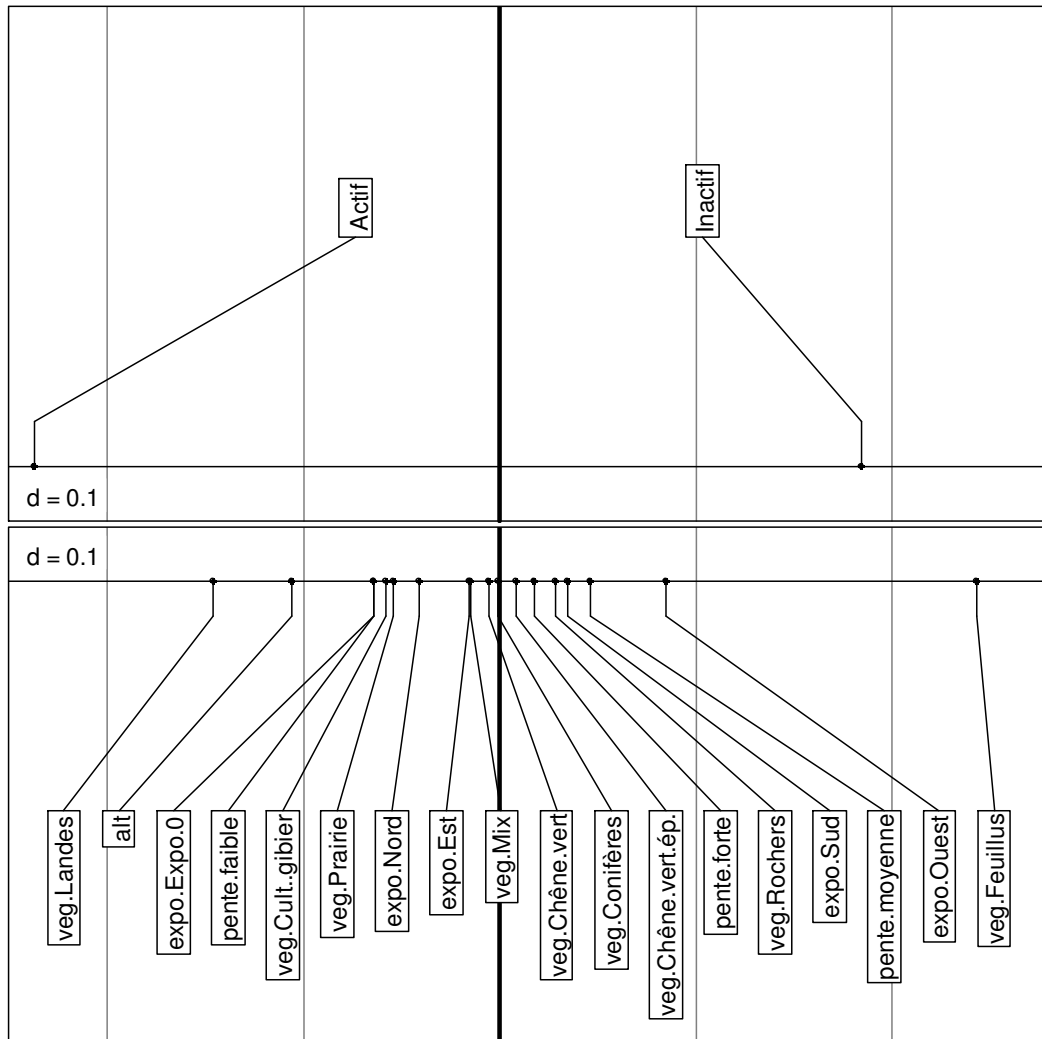 Actif
Inactif
d = 0.1
d = 0.1
veg.Landes
alt
expo.Expo.0
pente.faible
veg.Cult..gibier
veg.Prairie
expo.Nord
expo.Est
veg.Mix
veg.Chêne.vert
veg.Conifères
veg.Chêne.vert.ép.
pente.forte
veg.Rochers
expo.Sud
pente.moyenne
expo.Ouest
veg.Feuillus